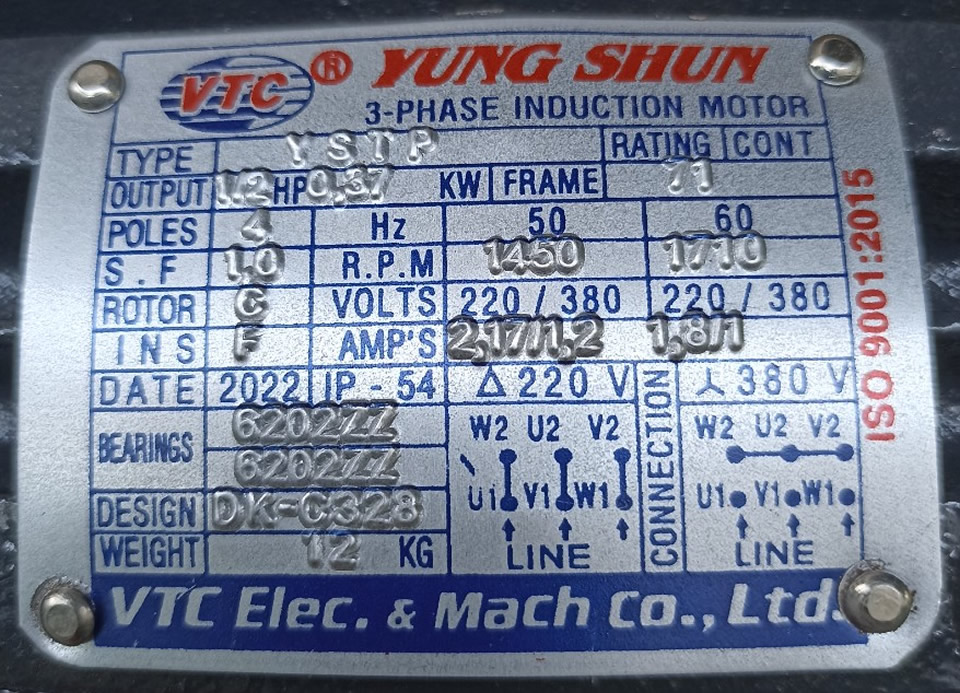 VTC ® YUNG SHUN
3-PHASE INDUCTION MOTOR
TYPE YSTP RATING CONT
OUTPUT 1/2 HP 0,37 KW FRAME 71
POLES 4 Hz 50 60
S.F 1,0 R.P.M 1450 1710
ROTOR C VOLTS 220 / 380 220 / 380
INS F AMP'S 2,17/1,2 1,8/1
DATE 2022 IP - 54 Δ 220 V CONNECTION ⅄ 380 V
BEARINGS 6202ZZ
6202ZZ
W2 U2 V2 W2 U2 V2
U1 V1 W1 U1 V1 W1
DESIGN DK-C328
WEIGHT 12 KG LINE LINE
VTC Elec. & Mach Co., Ltd.
ISO 9001:2015